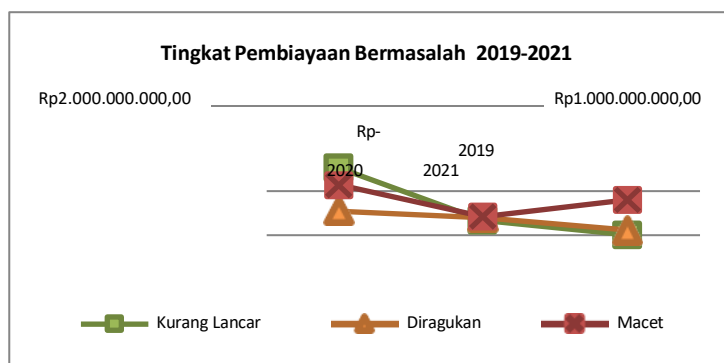 Tingkat Pembiayaan Bermasalah 2019-2021
Rp2.000.000.000,00 Rp1.000.000.000,00
Rp-
2019
2020 2021
Kurang Lancar Diragukan Macet